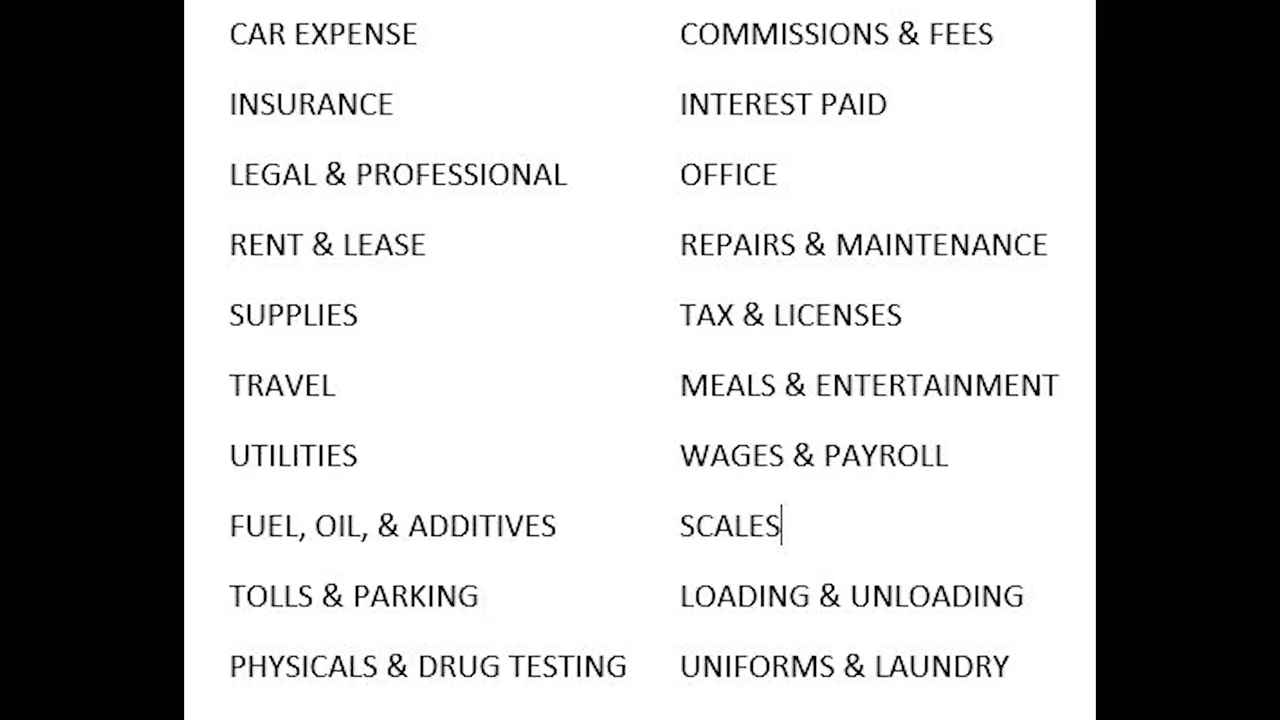 CAR EXPENSE COMMISSIONS & FEES
INSURANCE INTEREST PAID
LEGAL & PROFESSIONAL OFFICE
RENT & LEASE REPAIRS & MAINTENANCE
SUPPLIES TAX & LICENSES
TRAVEL MEALS & ENTERTAINMENT
UTILITIES WAGES & PAYROLL
FUEL, OIL, & ADDITIVES SCALES
TOLLS & PARKING LOADING & UNLOADING
PHYSICALS & DRUG TESTING UNIFORMS & LAUNDRY